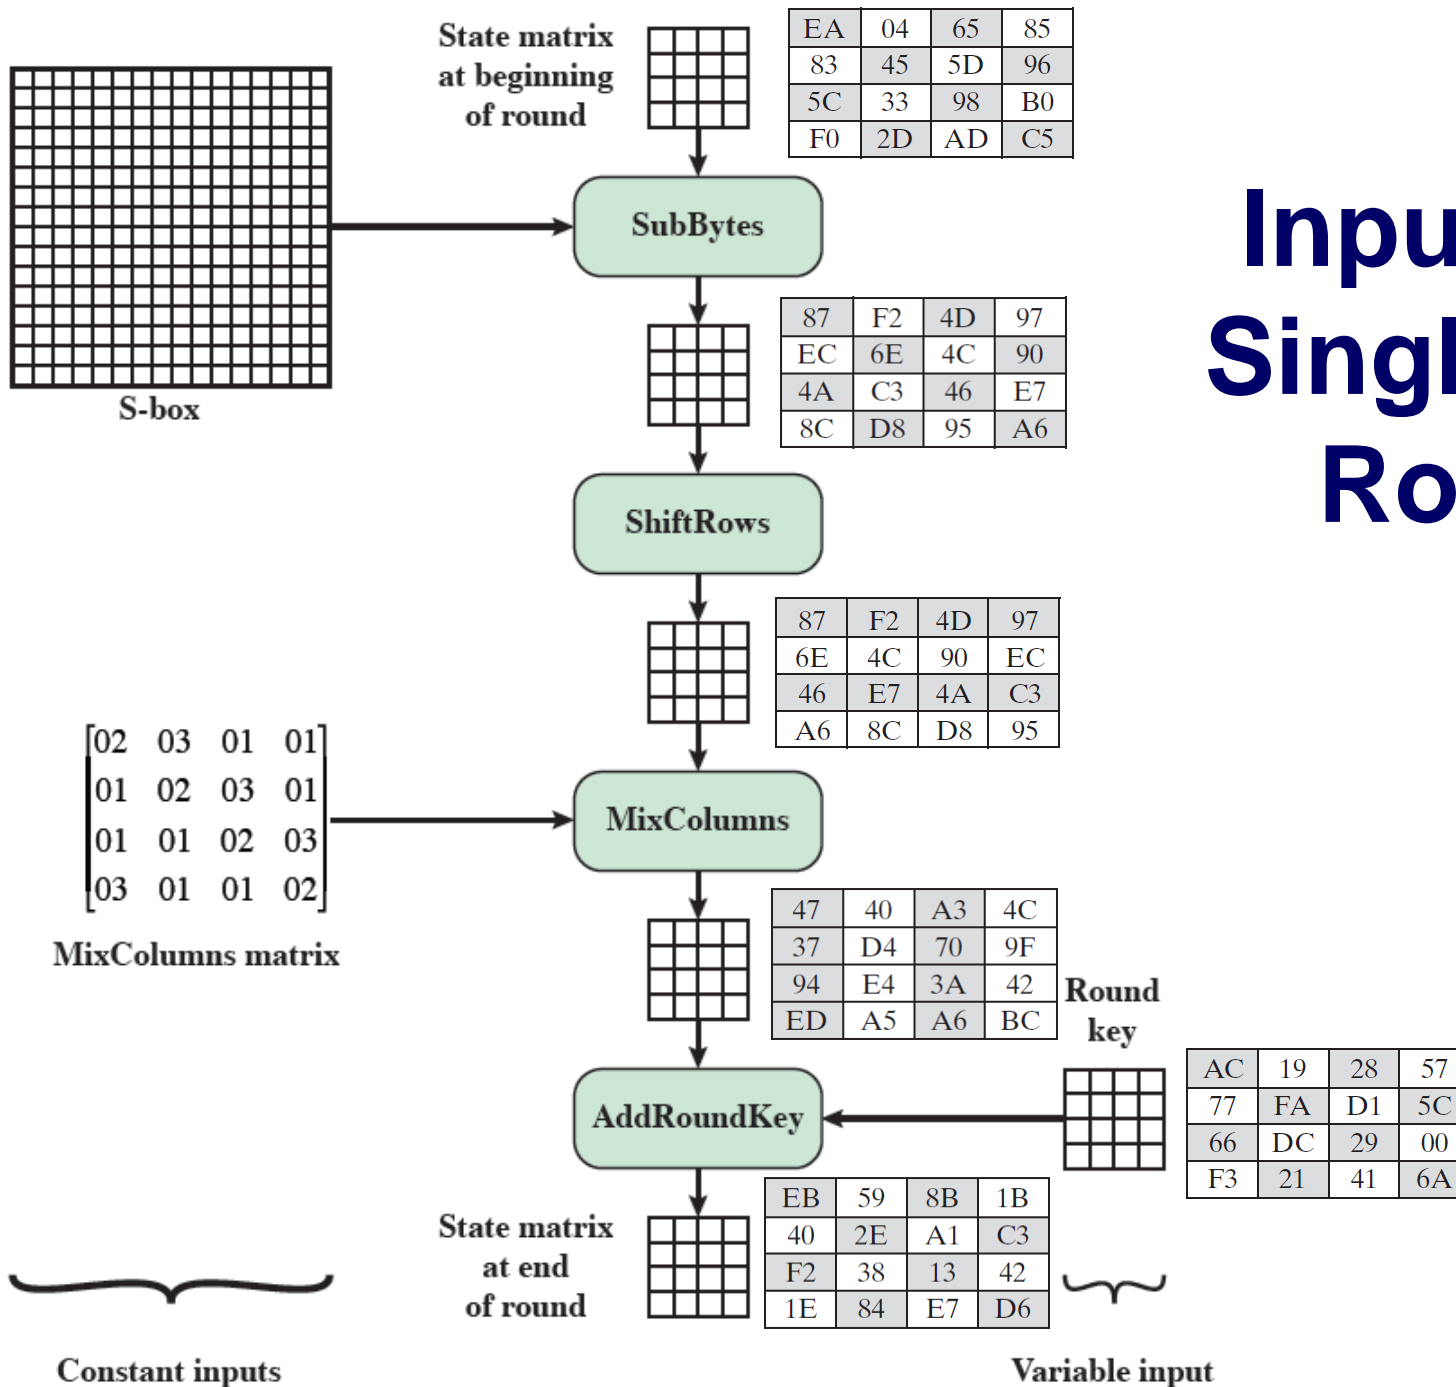 State matrix
at beginning
of round
EA 04 65 85
83 45 5D 96
5C 33 98 B0
F0 2D AD C5
Inpu
Singl
Ro
SubBytes
S-box
87 F2 4D 97
EC 6E 4C 90
4A C3 46 E7
8C D8 95 A6
ShiftRows
87 F2 4D 97
6E 4C 90 EC
46 E7 4A C3
A6 8C D8 95
02 03 01 01
01 02 03 01
01 01 02 03
03 01 01 02
MixColumns matrix
MixColumns
47 40 A3 4C
37 D4 70 9F
94 E4 3A 42
ED A5 A6 BC
Round
key
AC 19 28 57
77 FA D1 5C
66 DC 29 00
F3 21 41 6A
AddRoundKey
State matrix
at end
of round
EB 59 8B 1B
40 2E A1 C3
F2 38 13 42
1E 84 E7 D6
Constant inputs
Variable input